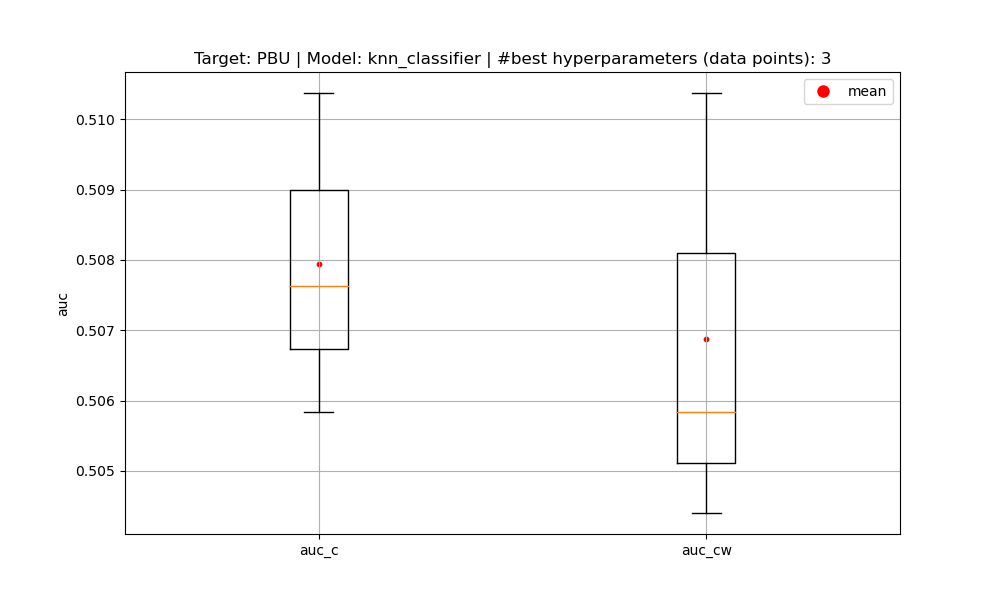 Target: PBU | Model: knn_classifier | #best hyperparameters (data points): 3
mean
0.510
0.509
0.508
0.507
0.506
0.505
auc
auc_c
auc_cw